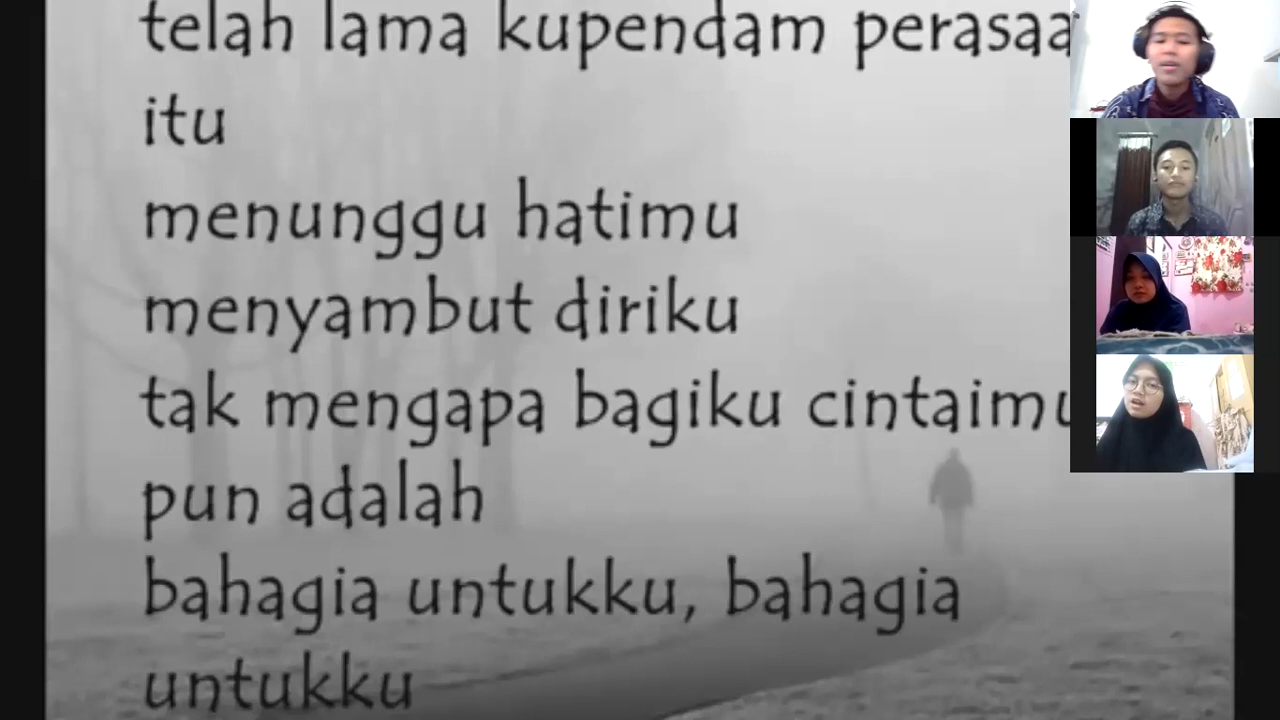 telah lama kupendam perasaa
itu
menunggu hatimu
menyambut diriku
tak mengapa bagiku cintaimu
pun adalah
bahagia untukku, bahagia
untukku